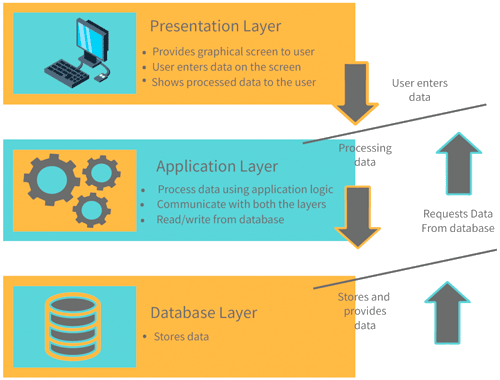 Presentation Layer
• Provides graphical screen to user
• User enters data on the screen
• Shows processed data to the user
User enters
data
Application Layer
• Process data using application logic
• Communicate with both the layers
• Read/write from database
Processing
data
Requests Data
From database
Database Layer
• Stores data
Stores and
provides
data